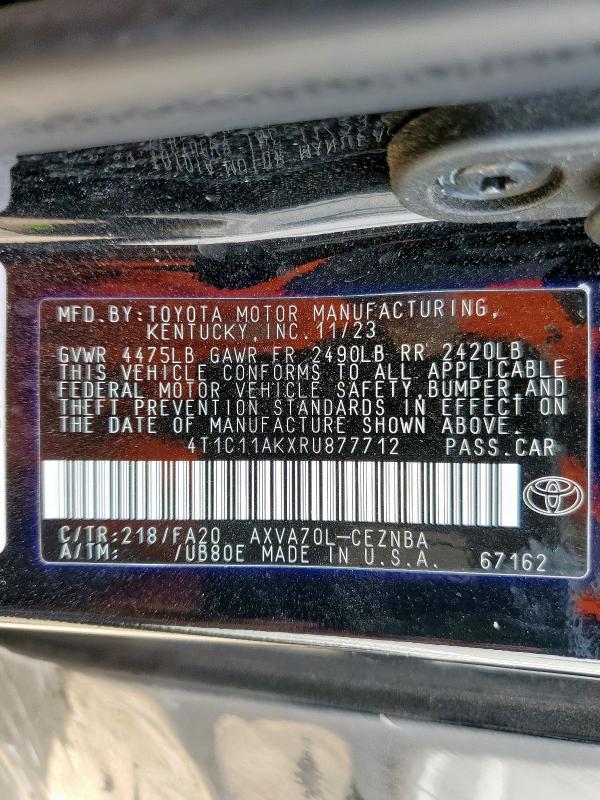 MFD.BY:TOYOTA MOTOR MANUFACTURING,
KENTUCKY,INC.11/23
GVWR 4475LB GAWR FR 2490LB RR 2420LB
THIS VEHICLE CONFORMS TO ALL APPLICABLE
FEDERAL MOTOR VEHICLE SAFETY,BUMPER,AND
THEFT PREVENTION STANDARDS IN EFFECT ON
THE DATE OF MANUFACTURE SHOWN ABOVE.
4T1C11AKXRU877712 PASS.CAR
C/TR:218/FA20 AXVA70L-CEZNBA
A/TM: /UB80E MADE IN U.S.A. 67162